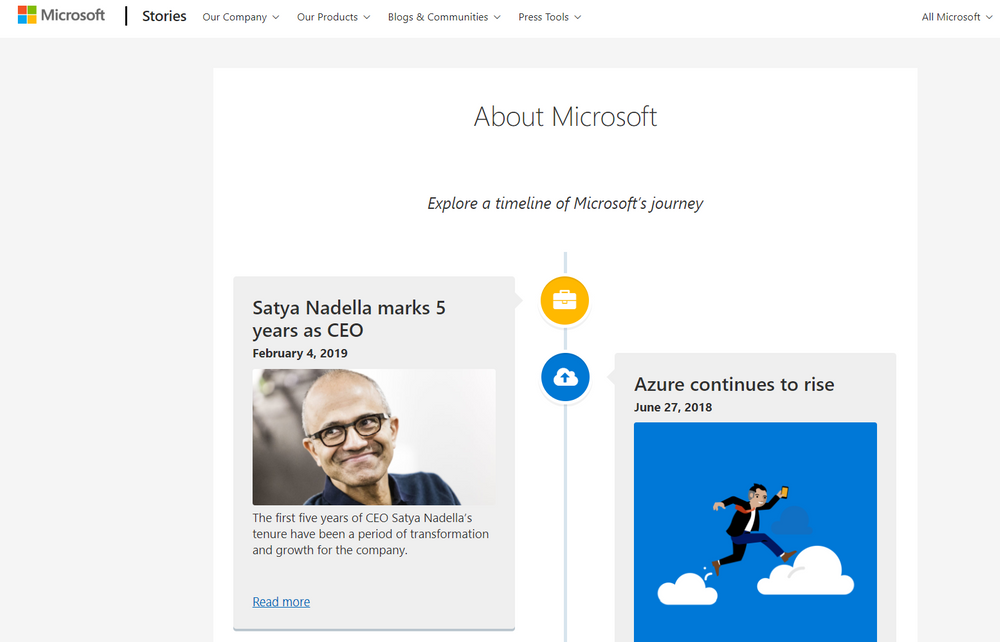 Microsoft
Stories
Our Company
Our Products
Blogs & Communities
Press Tools
All Microsoft
About Microsoft
Explore a timeline of Microsoft's journey
Satya Nadella marks 5
years as CEO
February 4, 2019
The first five years of CEO Satya Nadella's
tenure have been a period of transformation
and growth for the company.
Read more
Azure continues to rise
June 27, 2018